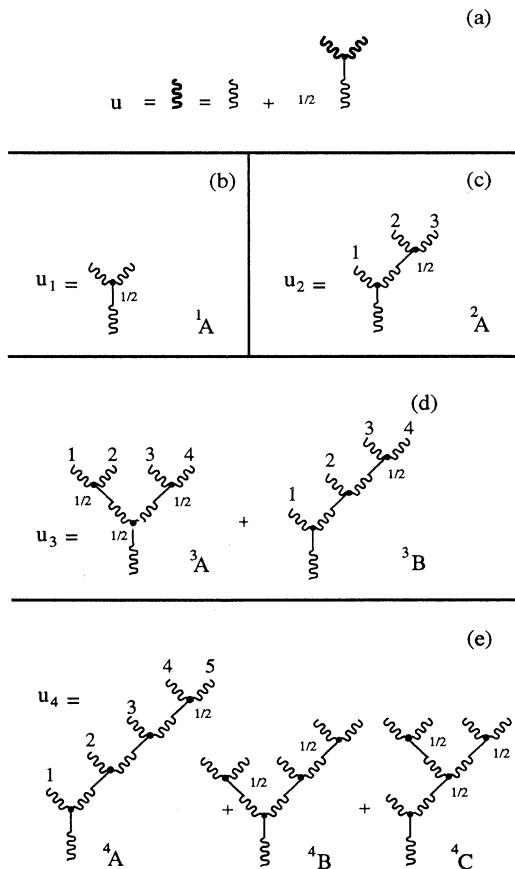 (a)
u = = + 1/2
(b)
u1 = 1/2
1A
(c)
2 3
1
u2 = 1/2
2A
(d)
1 2 3 4
1/2 1/2
u3 = 1/2
3A
+
3 4
2 1/2
1
3B
(e)
u4 =
4 5
3 1/2
2
1
4A
+
1/2
1/2
4B
+
1/2
1/2
1/2
4C